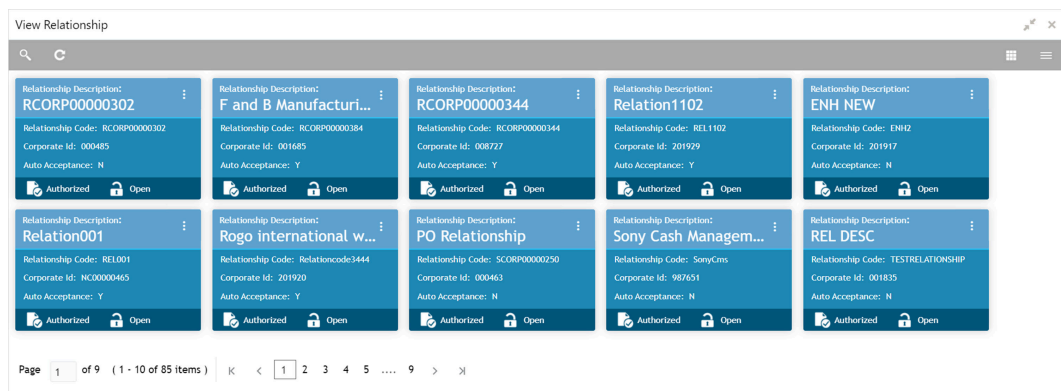 View Relationship
Relationship Description:
RCORP00000302
Relationship Code: RCORP00000302
Corporate Id: 000485
Auto Acceptance: N
Authorized Open
Relationship Description:
F and B Manufacturi...
Relationship Code: RCORP00000384
Corporate Id: 001685
Auto Acceptance: Y
Authorized Open
Relationship Description:
RCORP00000344
Relationship Code: RCORP00000344
Corporate Id: 008727
Auto Acceptance: Y
Authorized Open
Relationship Description:
Relation1102
Relationship Code: REL1102
Corporate Id: 201929
Auto Acceptance: Y
Authorized Open
Relationship Description:
ENH NEW
Relationship Code: ENH2
Corporate Id: 201917
Auto Acceptance: Y
Authorized Open
Relationship Description:
Relation001
Relationship Code: REL001
Corporate Id: NC00000465
Auto Acceptance: Y
Authorized Open
Relationship Description:
Rogo international w...
Relationship Code: Relationcode3444
Corporate Id: 201920
Auto Acceptance: Y
Authorized Open
Relationship Description:
PO Relationship
Relationship Code: SCORP00000250
Corporate Id: 000463
Auto Acceptance: N
Authorized Open
Relationship Description:
Sony Cash Managem...
Relationship Code: SonyCms
Corporate Id: 987651
Auto Acceptance: N
Authorized Open
Relationship Description:
REL DESC
Relationship Code: TESTRELATIONSHIP
Corporate Id: 001835
Auto Acceptance: N
Authorized Open
Page 1 of 9 (1 - 10 of 85 items) 1 2 3 4 5 .... 9